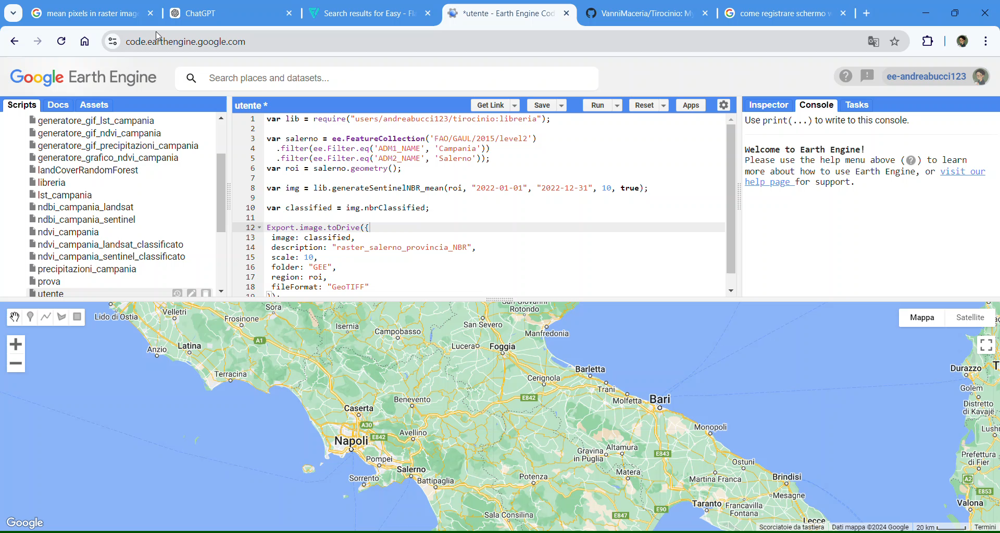 mean pixels in raster imag
ChatGPT
Search results for Easy - Fla
*utente - Earth Engine Cod
VanniMaceria/Tirocinio: My
come registrare schermo w
code.earthengine.google.com
Google Earth Engine
Search places and datasets...
ee-andreabucci123
Scripts Docs Assets
generatore_gif_lst_campania
generatore_gif_ndvi_campania
generatore_gif_precipitazioni_campania
generatore_grafico_ndvi_campania
landCoverRandomForest
libreria
lst_campania
ndbi_campania_landsat
ndbi_campania_sentinel
ndvi_campania
ndvi_campania_landsat_classificato
ndvi_campania_sentinel_classificato
precipitazioni_campania
prova
utente
utente *
Get Link Save Run Reset Apps
1 var lib = require("users/andreabucci123/tirocinio:libreria");
2
3 var salerno = ee.FeatureCollection('FAO/GAUL/2015/level2')
4 .filter(ee.Filter.eq('ADM1_NAME', 'Campania'))
5 .filter(ee.Filter.eq('ADM2_NAME', 'Salerno'));
6 var roi = salerno.geometry();
7
8 var img = lib.generateSentinelNBR_mean(roi, "2022-01-01", "2022-12-31", 10, true);
9
10 var classified = img.nbrClassified;
11
12 Export.image.toDrive({
13 image: classified,
14 description: "raster_salerno_provincia_NBR",
15 scale: 10,
16 folder: "GEE",
17 region: roi,
18 fileFormat: "GeoTIFF"
19 });
Inspector Console Tasks
Use print(...) to write to this console.
Welcome to Earth Engine!
Please use the help menu above (?) to learn
more about how to use Earth Engine, or visit our
help page for support.
Mappa Satellite
Lido di Ostia
Velletri
Frosinone
Sora
Isernia
Campobasso
San Severo
San Giovanni
Rotondo
Manfredonia
A1
Anzio
Latina
Lucera
Foggia
Terracina
Barletta
Cerignola
Trani
Molfetta
Bari
Benevento
E842
Caserta
A30
E842
Avellino
Napoli
Monopoli
Pompei
Gravina
in Puglia
Altamura
E843
Salerno
Sorrento
Battipaglia
Potenza
Matera
Ostuni
Martina Franca
Brindisi
Mesagne
Sala Consilina
E847
E90
Taranto
Francavilla
Fontana
Lecce
Durazzo
T
Golem
Distretto
di Kavajë
Lushn
Prefettura
di Fier
A2
E853
Valona
Google
Scorciatoie da tastiera Dati mappa ©2024 Google 20 km Termini